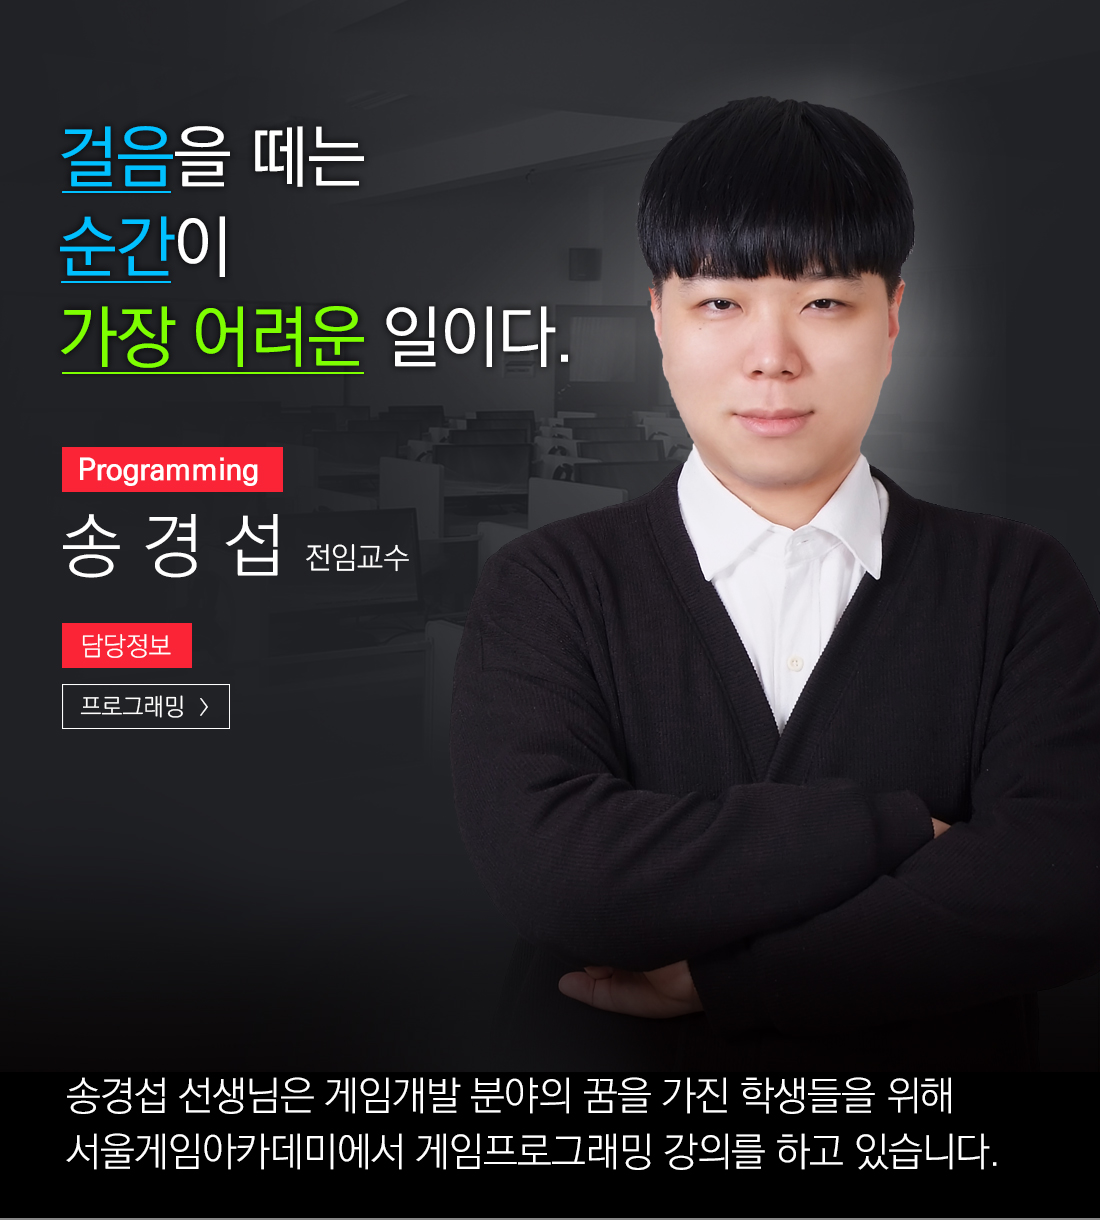 걸음을 떼는
순간이
가장 어려운 일이다.
Programming
송경섭 전임교수
담당정보
프로그래밍 >
송경섭 선생님은 게임개발 분야의 꿈을 가진 학생들을 위해
서울게임아카데미에서 게임프로그래밍 강의를 하고 있습니다.